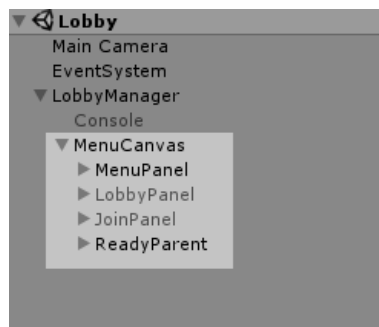 Lobby
Main Camera
EventSystem
LobbyManager
Console
MenuCanvas
MenuPanel
LobbyPanel
JoinPanel
ReadyParent